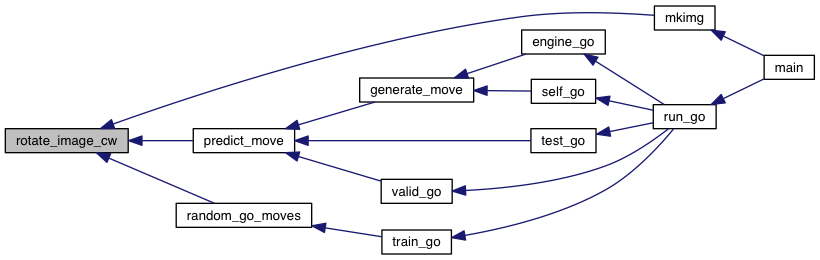 mkimg
engine_go
main
generate_move
self_go
run_go
rotate_image_cw
predict_move
test_go
valid_go
random_go_moves
train_go